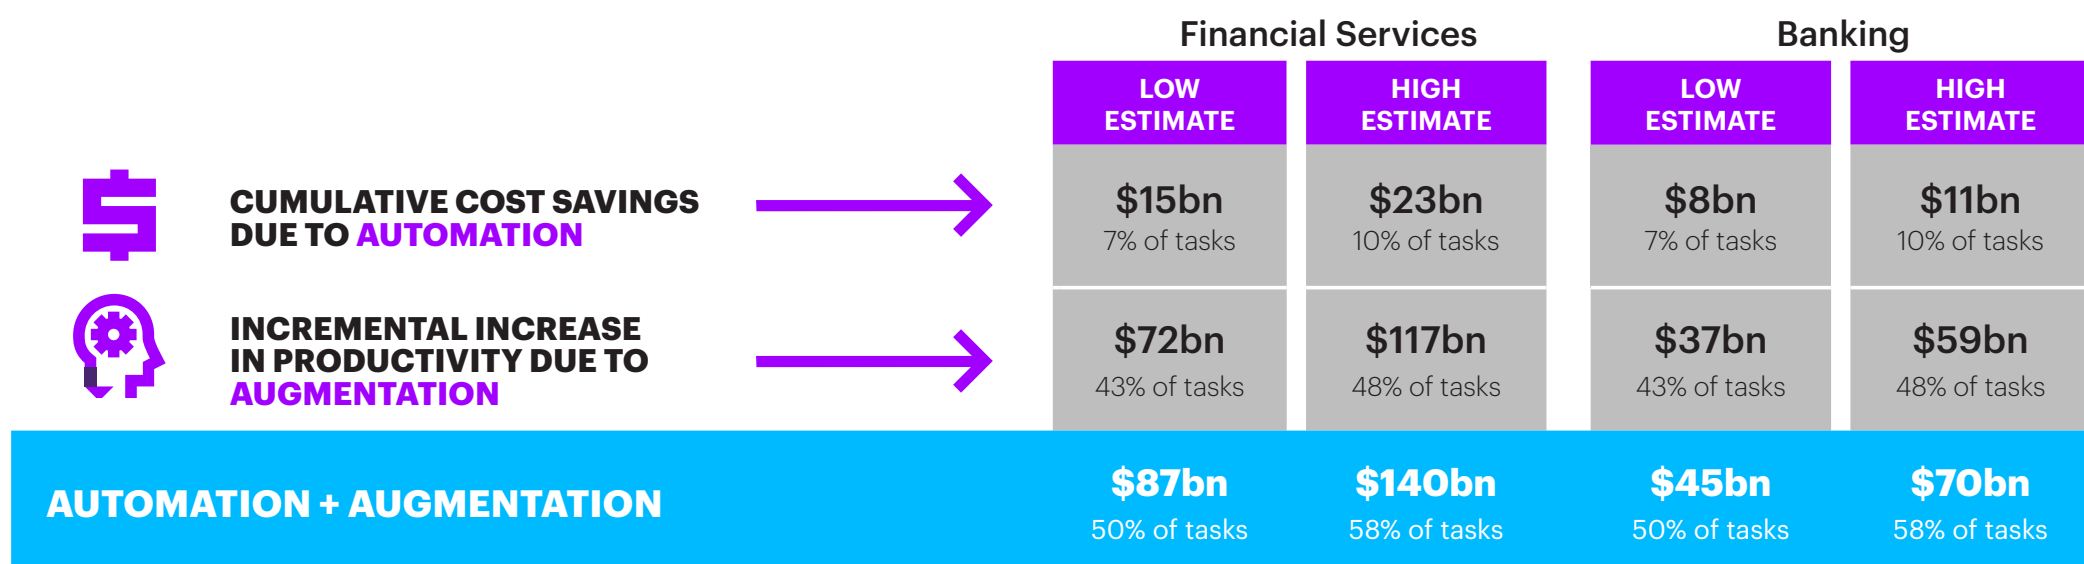 Financial Services Banking
LOW ESTIMATE HIGH ESTIMATE LOW ESTIMATE HIGH ESTIMATE
CUMULATIVE COST SAVINGS
DUE TO AUTOMATION
$15bn $23bn $8bn $11bn
7% of tasks 10% of tasks 7% of tasks 10% of tasks
INCREMENTAL INCREASE
IN PRODUCTIVITY DUE TO
AUGMENTATION
$72bn $117bn $37bn $59bn
43% of tasks 48% of tasks 43% of tasks 48% of tasks
AUTOMATION + AUGMENTATION
$87bn $140bn $45bn $70bn
50% of tasks 58% of tasks 50% of tasks 58% of tasks